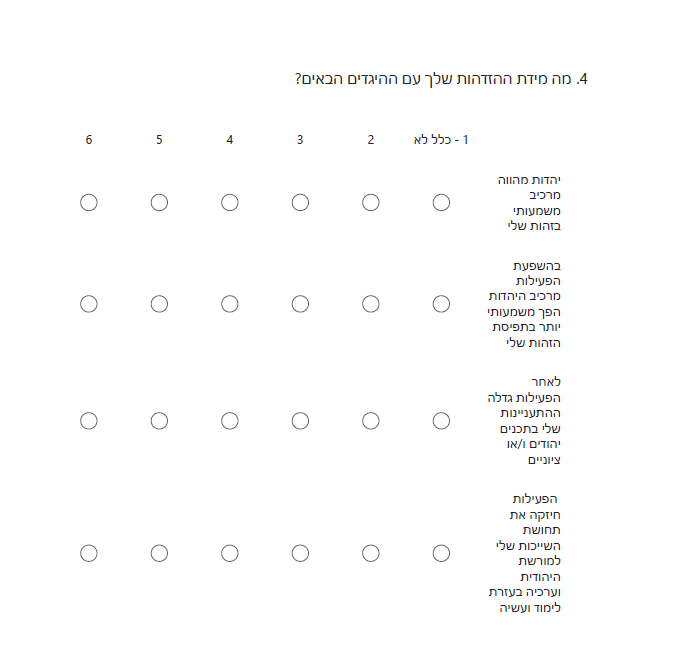 4. מה מידת ההזדהות שלך עם ההיגדים הבאים?
1 - כלל לא 2 3 4 5 6
יהדות מהווה
מרכיב
משמעותי
בזהות שלי
בהשפעת
הפעילות
מרכיב היהדות
הפך משמעותי
יותר בתפיסת
הזהות שלי
לאחר
הפעילות גדלה
ההתעניינות
שלי בתכנים
יהודים ו/או
ציוניים
הפעילות
חיזקה את
תחושת
השייכות שלי
למורשת
היהודית
וערכיה בעזרת
לימוד ועשיה